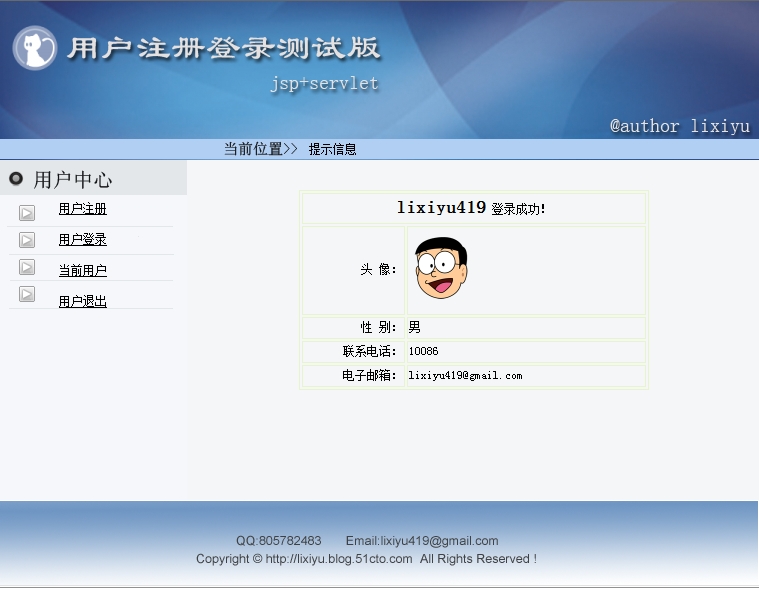 用户注册登录测试版
jsp+servlet
@author lixiyu
当前位置>> 提示信息
用户中心
用户注册
用户登录
当前用户
用户退出
lixiyu419 登录成功!
头 像:
性 别: 男
联系电话: 10086
电子邮箱: lixiyu419@gmail.com
QQ:805782483 Email:lixiyu419@gmail.com
Copyright © http://lixiyu.blog.51cto.com All Rights Reserved !